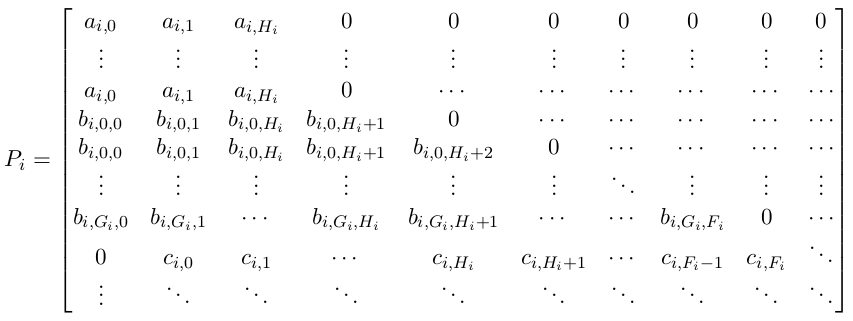 a_{i,0} a_{i,1} a_{i,H_i} 0 0 0 0 0 0 0
⋮ ⋮ ⋮ ⋮ ⋮ ⋮ ⋮ ⋮ ⋮ ⋮
a_{i,0} a_{i,1} a_{i,H_i} 0 ⋯ ⋯ ⋯ ⋯ ⋯ ⋯
b_{i,0,0} b_{i,0,1} b_{i,0,H_i} b_{i,0,H_i+1} 0 ⋯ ⋯ ⋯ ⋯ ⋯
P_i = b_{i,0,0} b_{i,0,1} b_{i,0,H_i} b_{i,0,H_i+1} b_{i,0,H_i+2} 0 ⋯ ⋯ ⋯ ⋯
⋮ ⋮ ⋮ ⋮ ⋮ ⋮ ⋱ ⋮ ⋮ ⋮
b_{i,G_i,0} b_{i,G_i,1} ⋯ b_{i,G_i,H_i} b_{i,G_i,H_i+1} ⋯ ⋯ b_{i,G_i,F_i} 0 ⋯
0 c_{i,0} c_{i,1} ⋯ c_{i,H_i} c_{i,H_i+1} ⋯ c_{i,F_i−1} c_{i,F_i} ⋱
⋮ ⋱ ⋱ ⋱ ⋱ ⋱ ⋱ ⋱ ⋱ ⋱